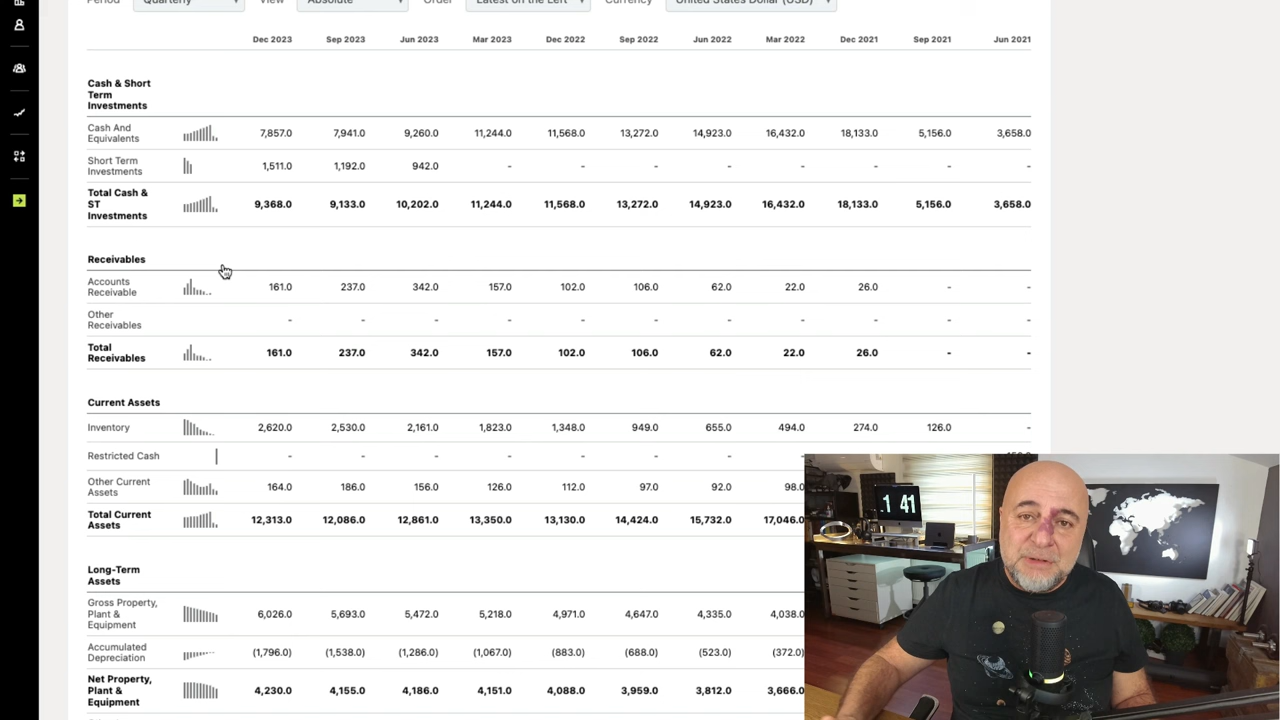 Period Quarterly View Absolute Order Latest on the Left Currency United States Dollar (USD)
Dec 2023 Sep 2023 Jun 2023 Mar 2023 Dec 2022 Sep 2022 Jun 2022 Mar 2022 Dec 2021 Sep 2021 Jun 2021
Cash & Short
Term
Investments
Cash And
Equivalents 7,857.0 7,941.0 9,260.0 11,244.0 11,568.0 13,272.0 14,923.0 16,432.0 18,133.0 5,156.0 3,658.0
Short Term
Investments 1,511.0 1,192.0 942.0 - - - - - - - -
Total Cash &
ST
Investments 9,368.0 9,133.0 10,202.0 11,244.0 11,568.0 13,272.0 14,923.0 16,432.0 18,133.0 5,156.0 3,658.0
Receivables
Accounts
Receivable 161.0 237.0 342.0 157.0 102.0 106.0 62.0 22.0 26.0 - -
Other
Receivables - - - - - - - - - - -
Total
Receivables 161.0 237.0 342.0 157.0 102.0 106.0 62.0 22.0 26.0 - -
Current Assets
Inventory 2,620.0 2,530.0 2,161.0 1,823.0 1,348.0 949.0 655.0 494.0 274.0 126.0 -
Restricted Cash - - - - - - - - - -
Other Current
Assets 164.0 186.0 156.0 126.0 112.0 97.0 92.0 98.0
Total Current
Assets 12,313.0 12,086.0 12,861.0 13,350.0 13,130.0 14,424.0 15,732.0 17,046.0
Long-Term
Assets
Gross Property,
Plant &
Equipment 6,026.0 5,693.0 5,472.0 5,218.0 4,971.0 4,647.0 4,335.0 4,038.0
Accumulated
Depreciation (1,796.0) (1,538.0) (1,286.0) (1,067.0) (883.0) (688.0) (523.0) (372.0)
Net Property,
Plant &
Equipment 4,230.0 4,155.0 4,186.0 4,151.0 4,088.0 3,959.0 3,812.0 3,666.0
1 41